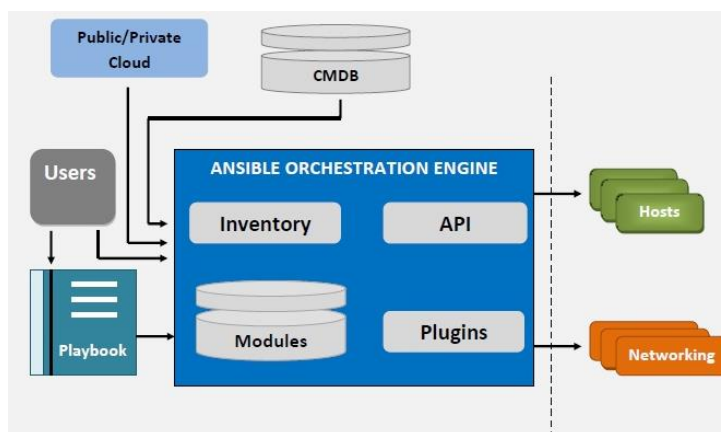 Public/Private
Cloud
CMDB
Users
ANSIBLE ORCHESTRATION ENGINE
Inventory
API
Hosts
Modules
Plugins
Playbook
Networking